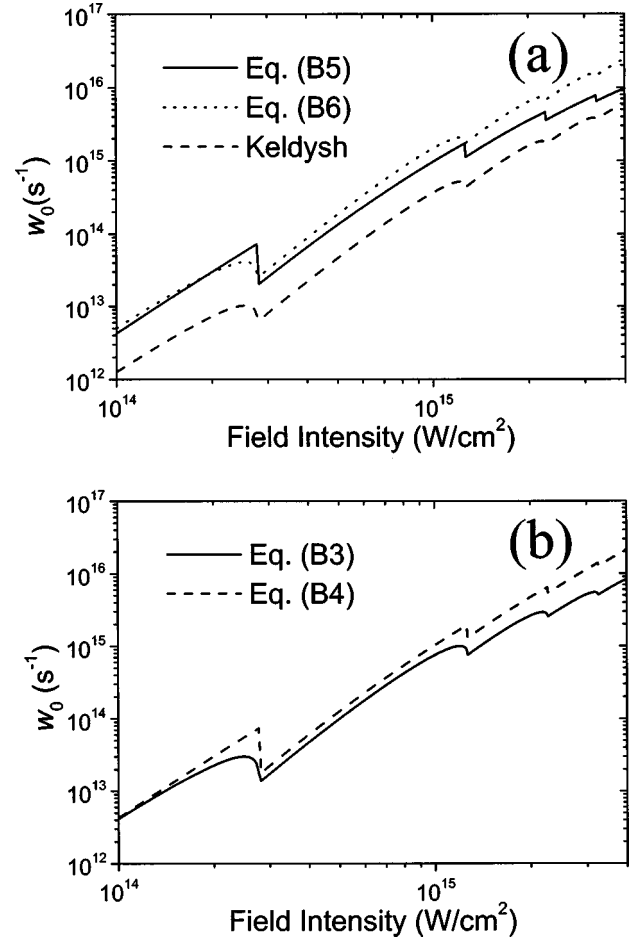 (a)
Eq. (B5)
Eq. (B6)
Keldysh
10^17
10^16
10^15
10^14
10^13
10^12
w_0(s^-1)
10^14
10^15
Field Intensity (W/cm^2)
(b)
Eq. (B3)
Eq. (B4)
10^17
10^16
10^15
10^14
10^13
10^12
w_0 (s^-1)
10^14
10^15
Field Intensity (W/cm^2)